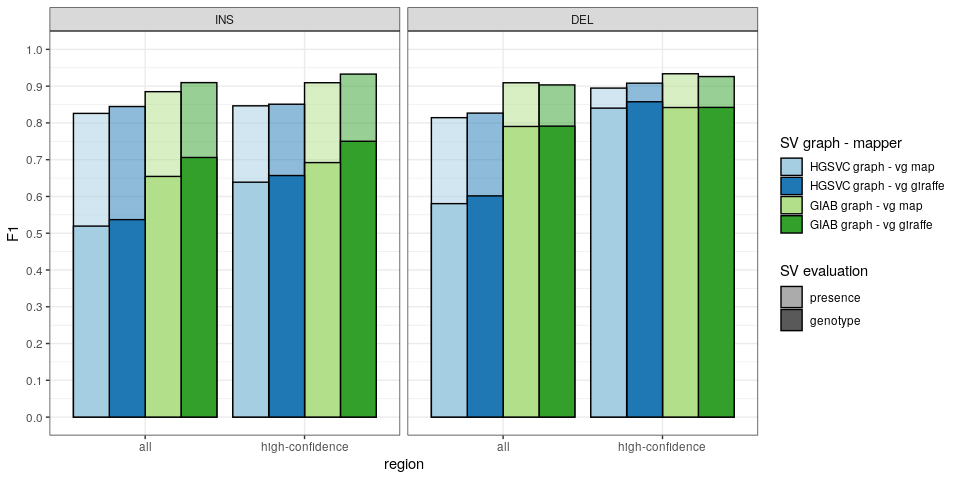 INS
DEL
1.0
0.9
0.8
0.7
0.6
0.5
0.4
0.3
0.2
0.1
0.0
F1
all
high-confidence
all
high-confidence
region
SV graph - mapper
HGSVC graph - vg map
HGSVC graph - vg giraffe
GIAB graph - vg map
GIAB graph - vg giraffe
SV evaluation
presence
genotype